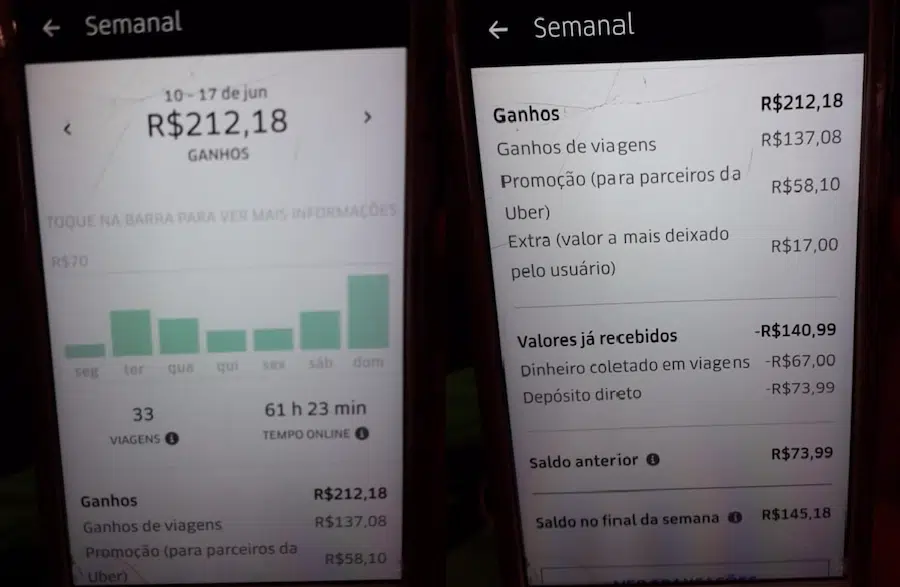 Semanal
10 - 17 de jun
R$212,18
GANHOS
TOQUE NA BARRA PARA VER MAIS INFORMAÇÕES
R$70
seg ter qua qui sex sáb dom
33
VIAGENS
61 h 23 min
TEMPO ONLINE
Ganhos R$212,18
Ganhos de viagens R$137,08
Promoção (para parceiros da R$58,10
Uber)
Semanal
Ganhos R$212,18
Ganhos de viagens R$137,08
Promoção (para parceiros da R$58,10
Uber)
Extra (valor a mais deixado R$17,00
pelo usuário)
Valores já recebidos -R$140,99
Dinheiro coletado em viagens -R$67,00
Depósito direto -R$73,99
Saldo anterior R$73,99
Saldo no final da semana R$145,18